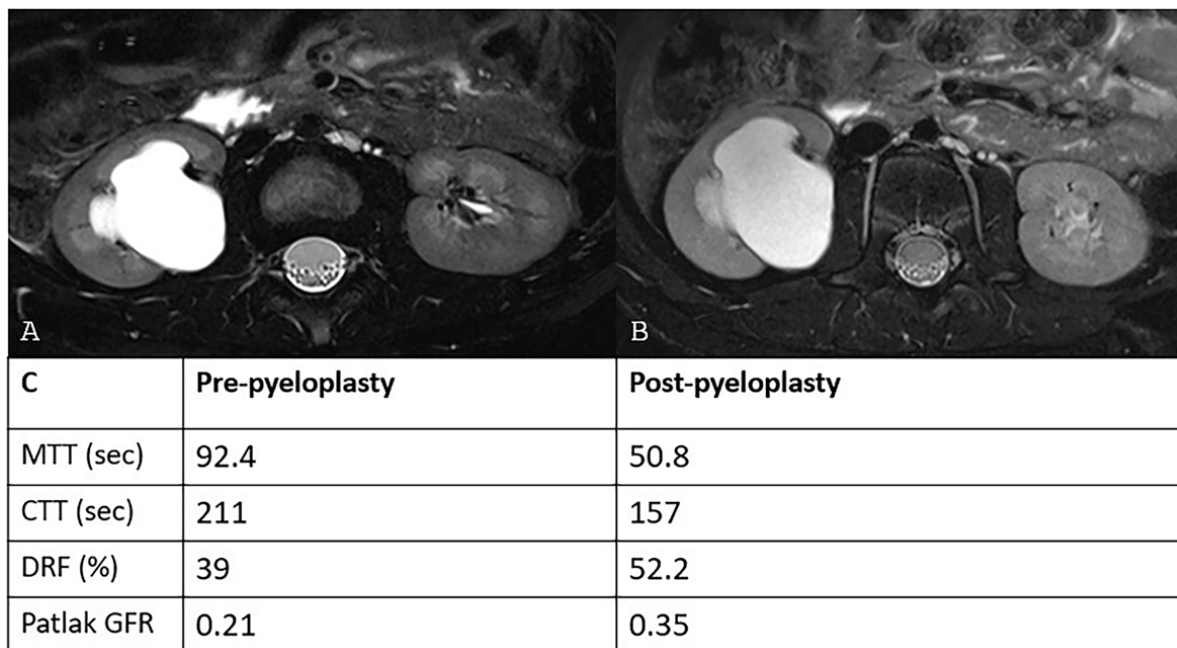 A B
C Pre-pyeloplasty Post-pyeloplasty
MTT (sec) 92.4 50.8
CTT (sec) 211 157
DRF (%) 39 52.2
Patlak GFR 0.21 0.35